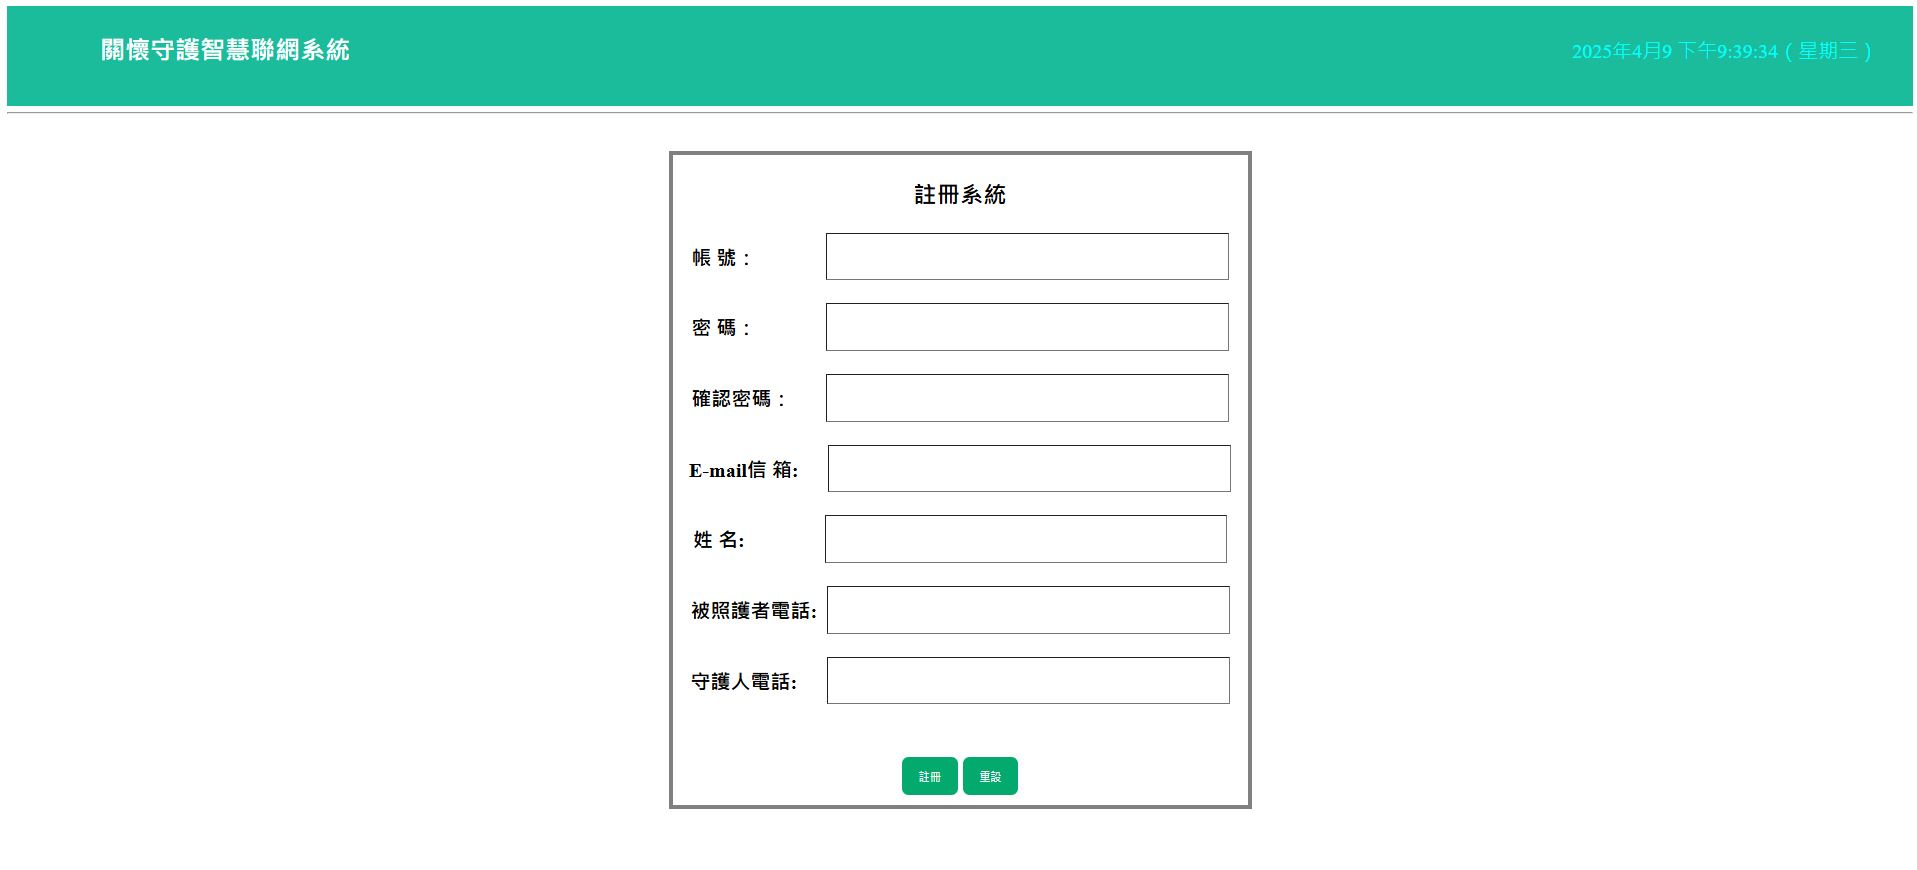 關懷守護智慧聯網系統
2025年4月9 下午9:39:34 ( 星期三 )
註冊系統
帳 號：
密 碼：
確認密碼：
E-mail信 箱:
姓 名:
被照護者電話:
守護人電話:
註冊 重設